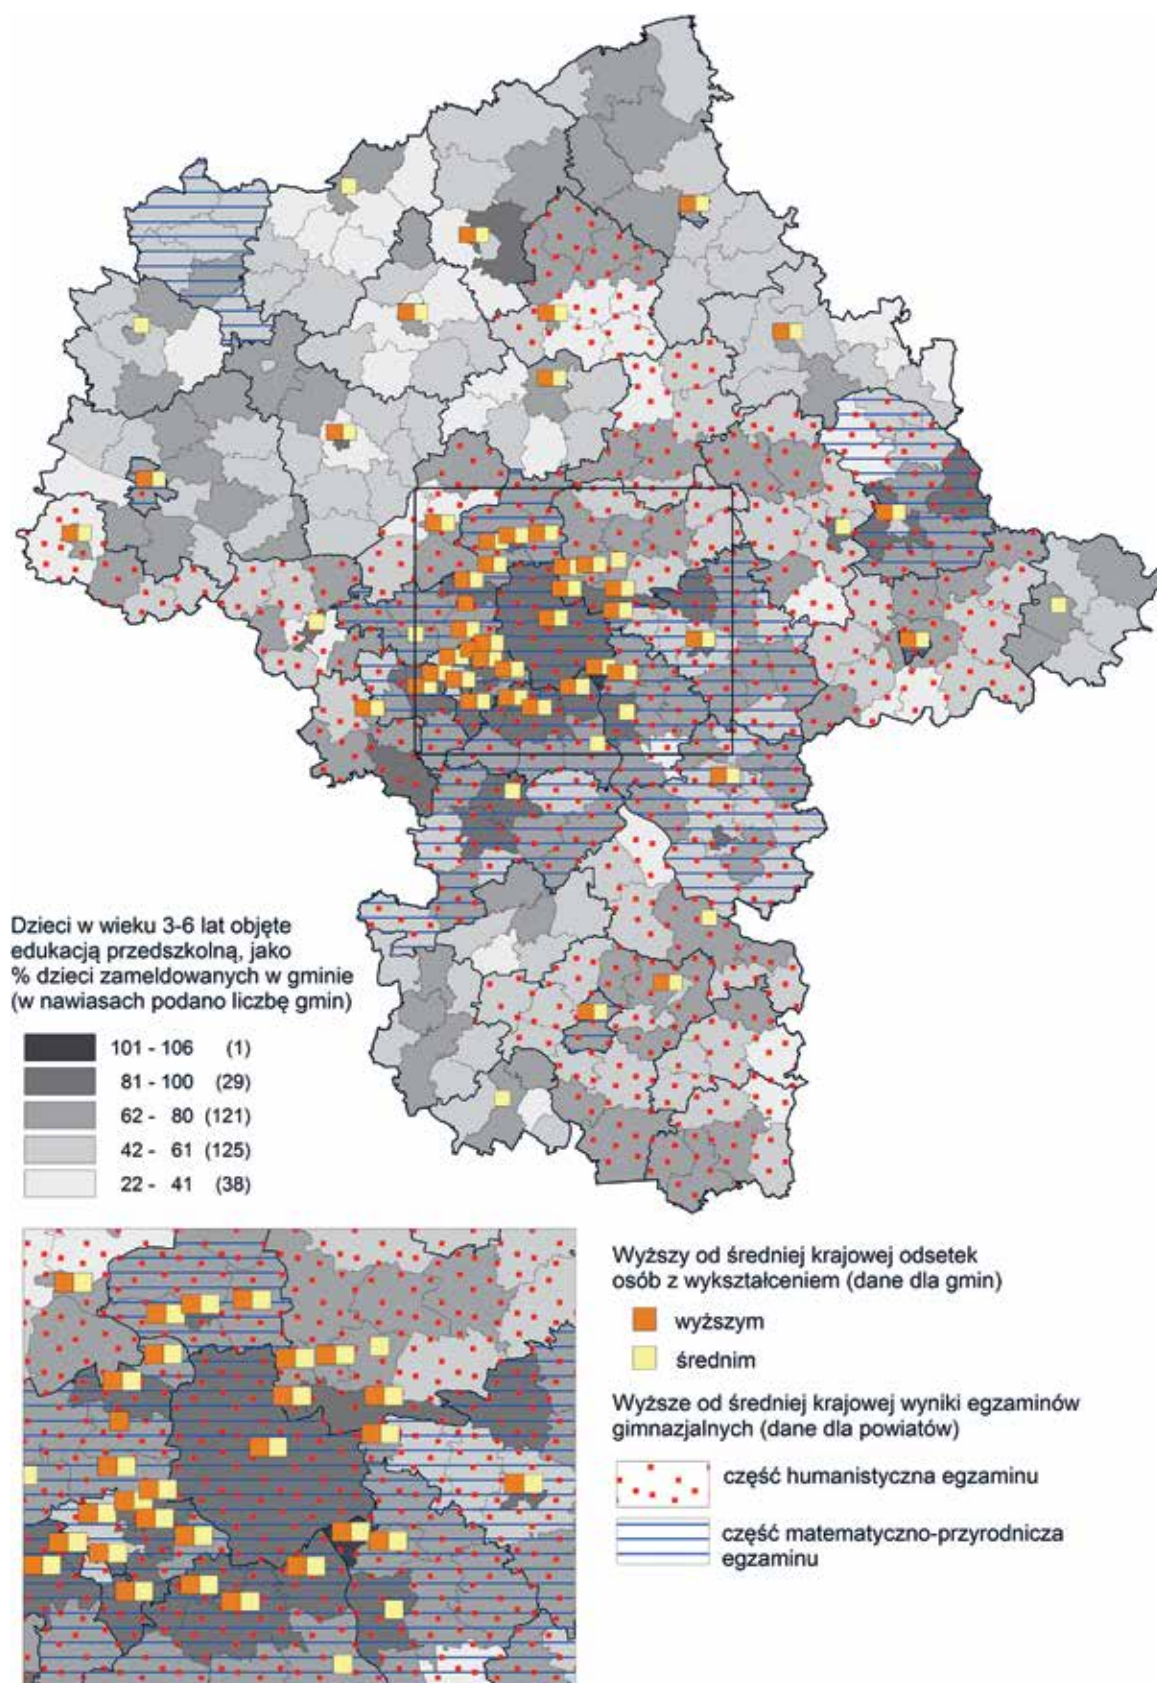 Dzieci w wieku 3-6 lat objęte
edukacją przedszkolną, jako
% dzieci zameldowanych w gminie
(w nawiasach podano liczbę gmin)
101 - 106 (1)
81 - 100 (29)
62 - 80 (121)
42 - 61 (125)
22 - 41 (38)
Wyższy od średniej krajowej odsetek
osób z wykształceniem (dane dla gmin)
wyższym
średnim
Wyższe od średniej krajowej wyniki egzaminów
gimnazjalnych (dane dla powiatów)
część humanistyczna egzaminu
część matematyczno-przyrodnicza
egzaminu